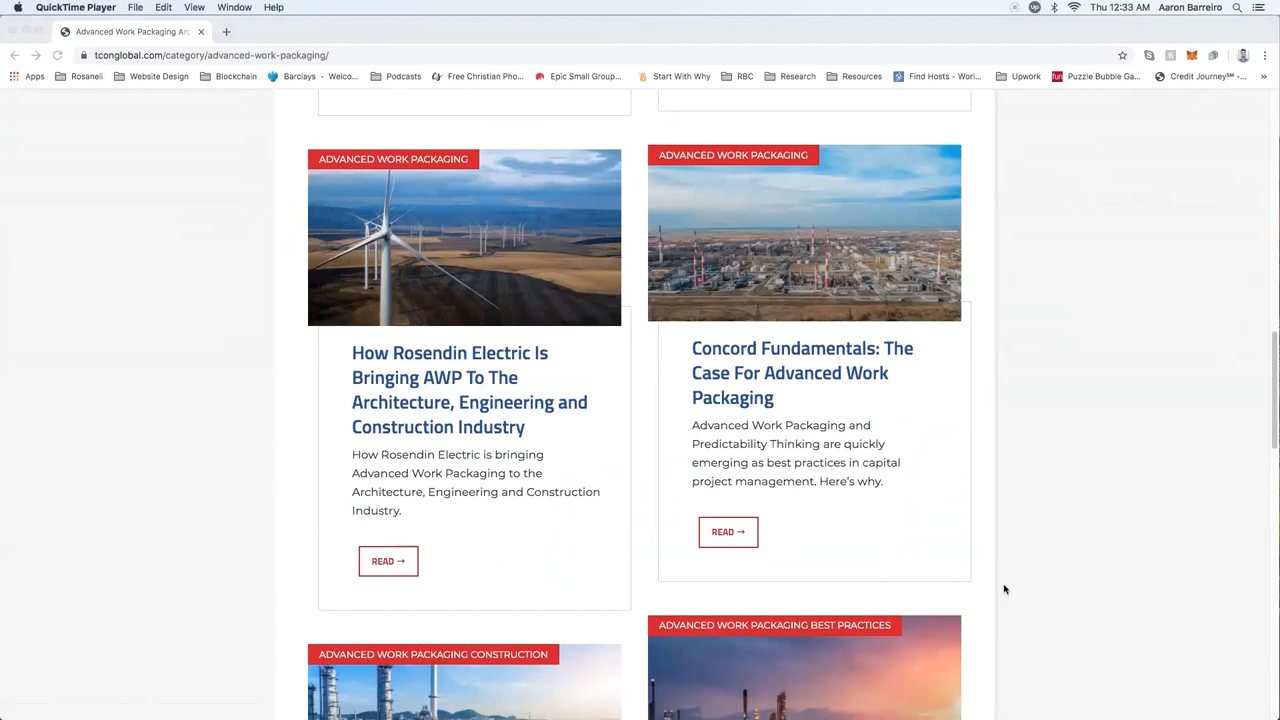 QuickTime Player File Edit View Window Help
Up Thu 12:33 AM Aaron Barreiro
Advanced Work Packaging Arc
tconglobal.com/category/advanced-work-packaging/
Apps Rosaneli Website Design Blockchain Barclays - Welco... Podcasts Free Christian Pho... Epic Small Group... Start With Why RBC Research Resources Find Hosts - Worl... Upwork fun Puzzle Bubble Ga... Credit Journey℠ -... »
ADVANCED WORK PACKAGING
How Rosendin Electric Is
Bringing AWP To The
Architecture, Engineering and
Construction Industry
How Rosendin Electric is bringing
Advanced Work Packaging to the
Architecture, Engineering and Construction
Industry.
READ →
ADVANCED WORK PACKAGING
Concord Fundamentals: The
Case For Advanced Work
Packaging
Advanced Work Packaging and
Predictability Thinking are quickly
emerging as best practices in capital
project management. Here’s why.
READ →
ADVANCED WORK PACKAGING CONSTRUCTION
ADVANCED WORK PACKAGING BEST PRACTICES